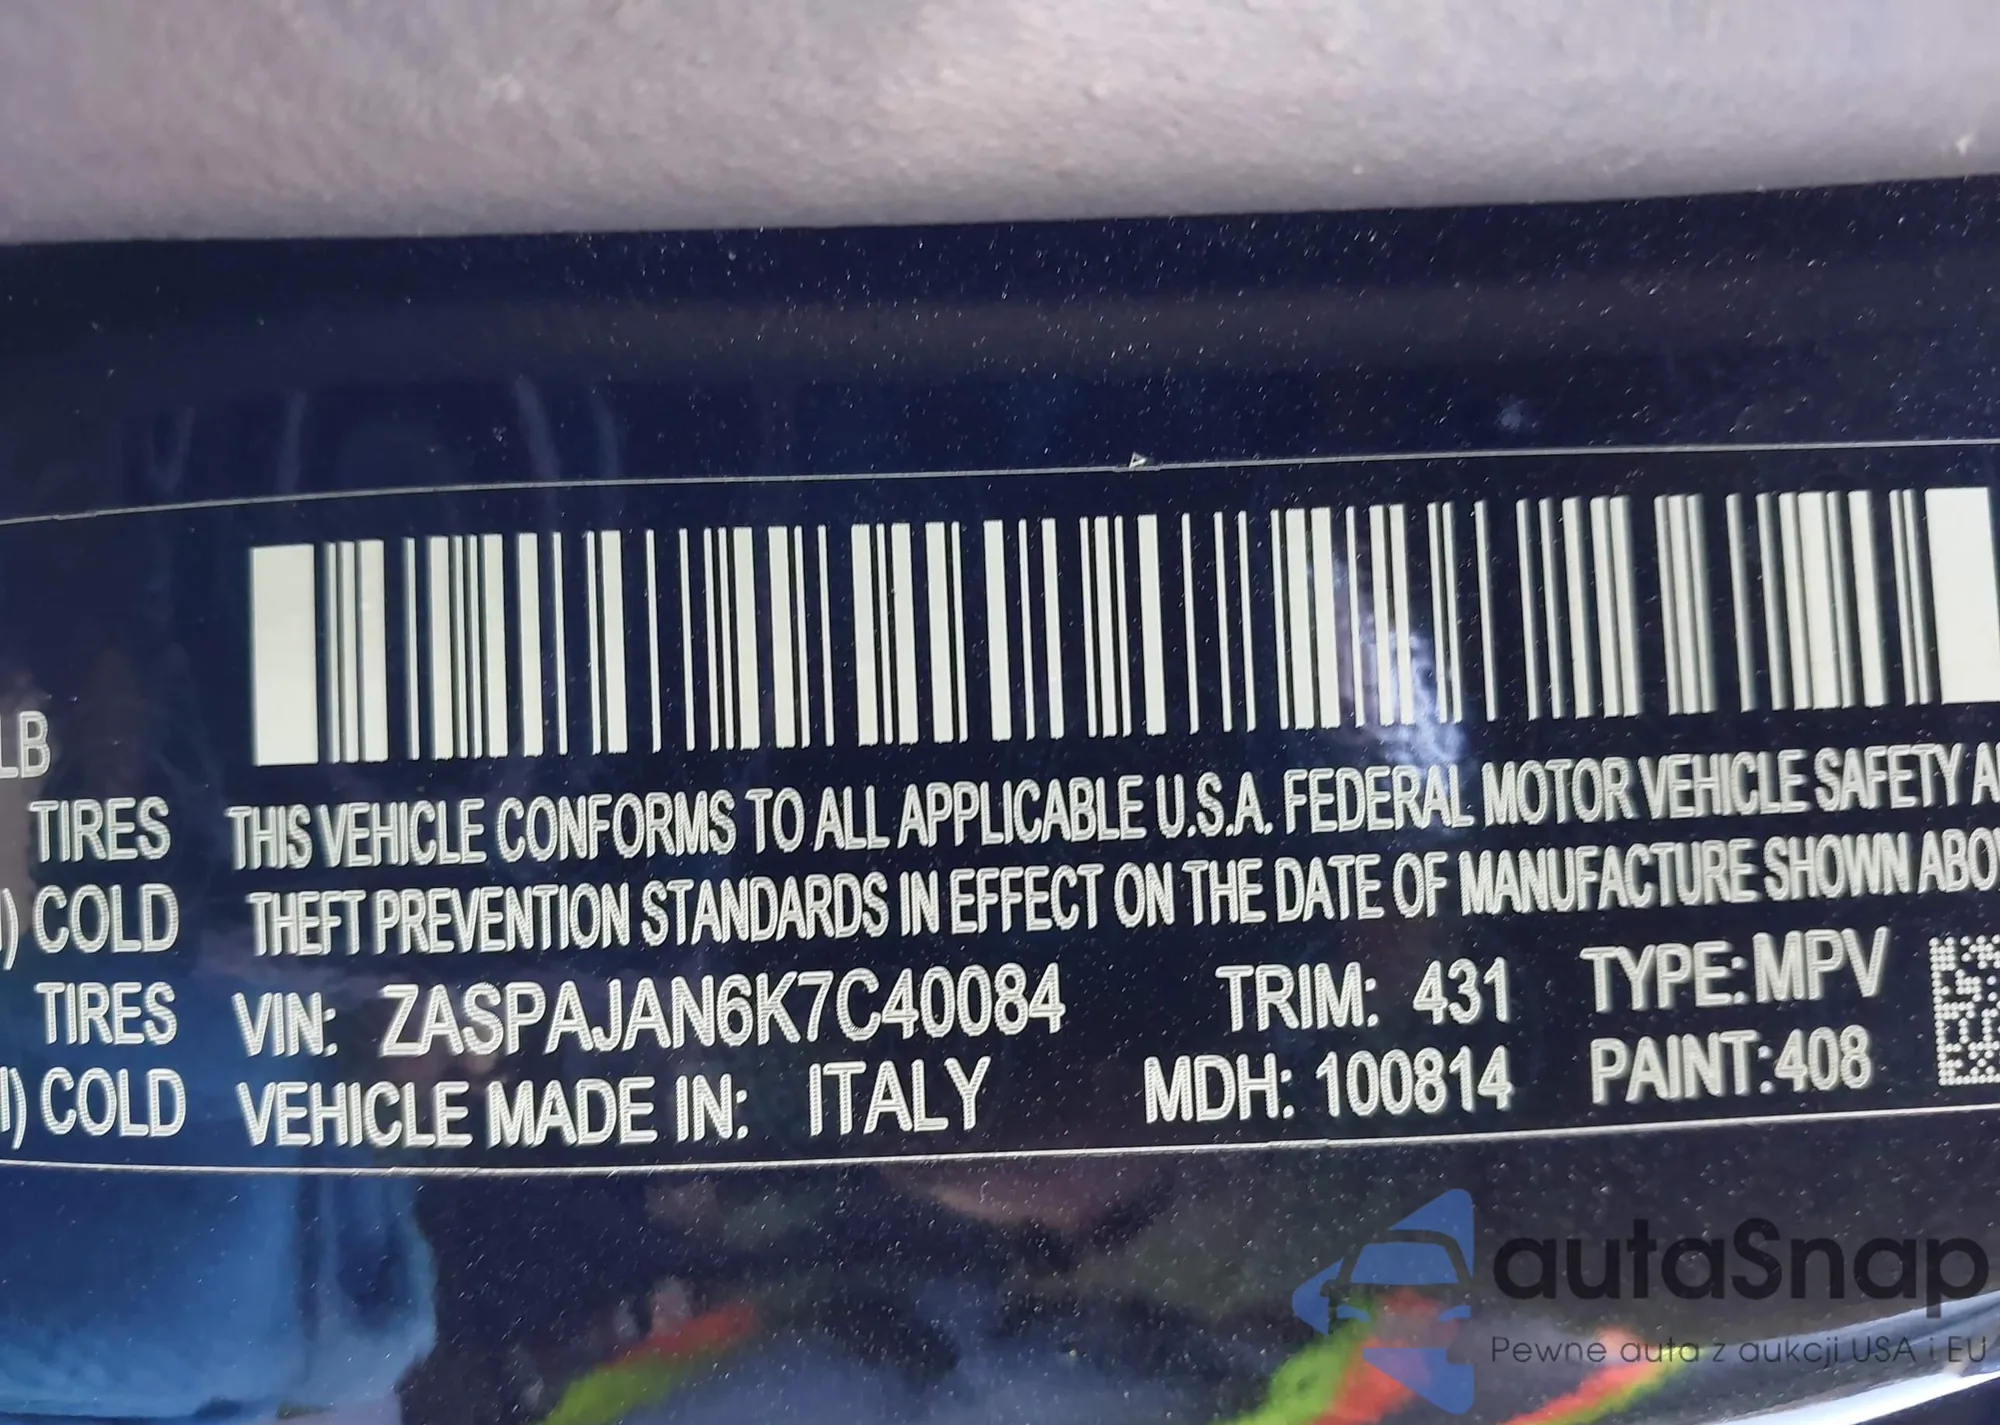 LB
TIRES
) COLD
TIRES
) COLD
THIS VEHICLE CONFORMS TO ALL APPLICABLE U.S.A. FEDERAL MOTOR VEHICLE SAFETY A
THEFT PREVENTION STANDARDS IN EFFECT ON THE DATE OF MANUFACTURE SHOWN ABO
VIN: ZASPAJAN6K7C40084 TRIM: 431 TYPE: MPV
VEHICLE MADE IN: ITALY MDH: 100814 PAINT: 408
autaSnap
Pewne auta z aukcji USA i EU